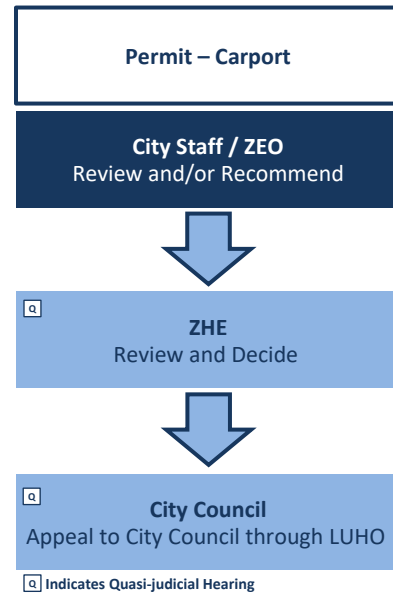 Permit – Carport
City Staff / ZEO
Review and/or Recommend
Q
ZHE
Review and Decide
Q
City Council
Appeal to City Council through LUHO
Q Indicates Quasi-judicial Hearing